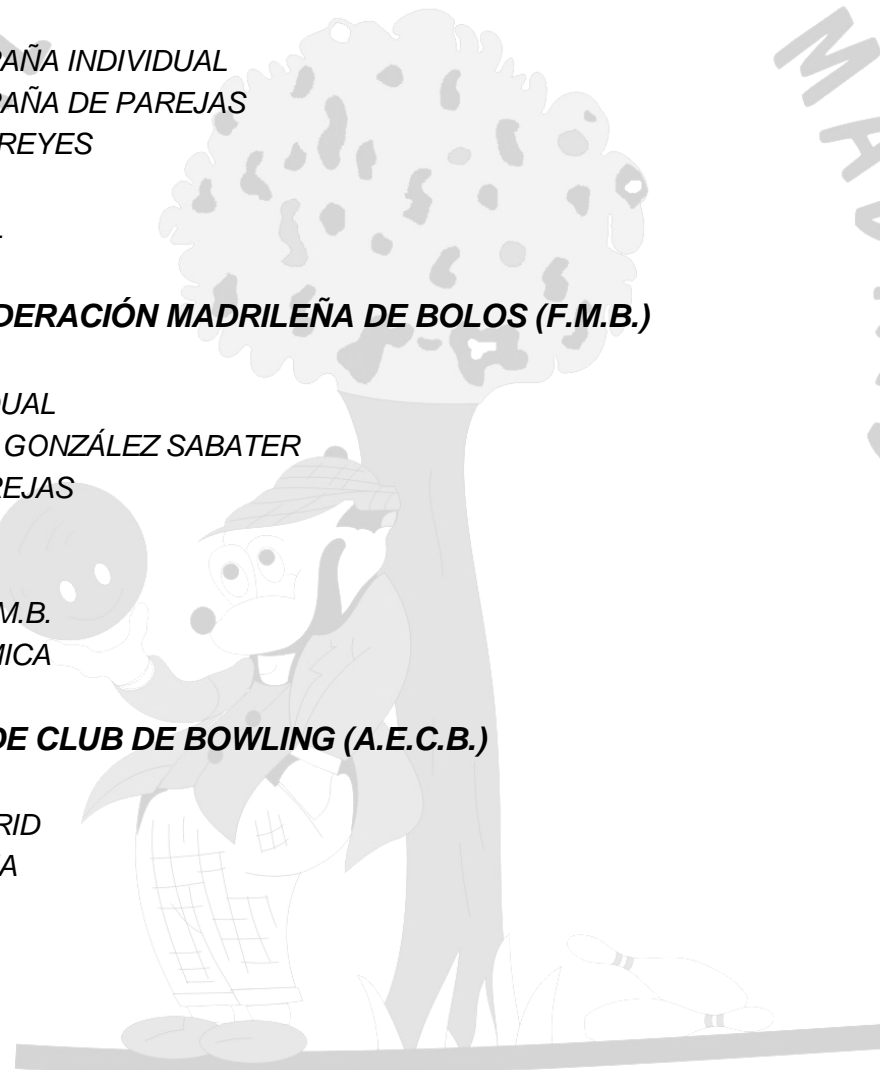 PAÑA INDIVIDUAL
PAÑA DE PAREJAS
REYES
DERACIÓN MADRILEÑA DE BOLOS (F.M.B.)
DUAL
GONZÁLEZ SABATER
REJAS
M.B.
MICA
DE CLUB DE BOWLING (A.E.C.B.)
RID
A
MA